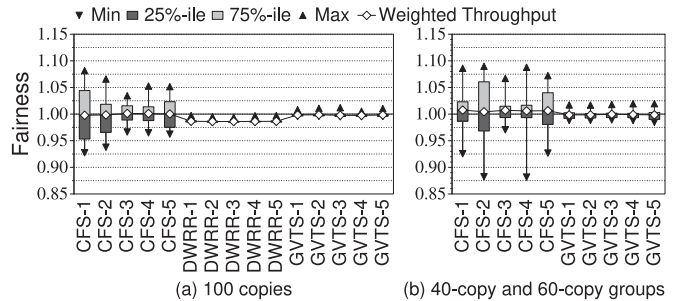 Min 25%-ile 75%-ile Max Weighted Throughput
Fairness
1.15
1.10
1.05
1.00
0.95
0.90
0.85
CFS-1
CFS-2
CFS-3
CFS-4
CFS-5
DWRR-1
DWRR-2
DWRR-3
DWRR-4
DWRR-5
GVTS-1
GVTS-2
GVTS-3
GVTS-4
GVTS-5
(a) 100 copies
1.15
1.10
1.05
1.00
0.95
0.90
0.85
CFS-1
CFS-2
CFS-3
CFS-4
CFS-5
GVTS-1
GVTS-2
GVTS-3
GVTS-4
GVTS-5
(b) 40-copy and 60-copy groups